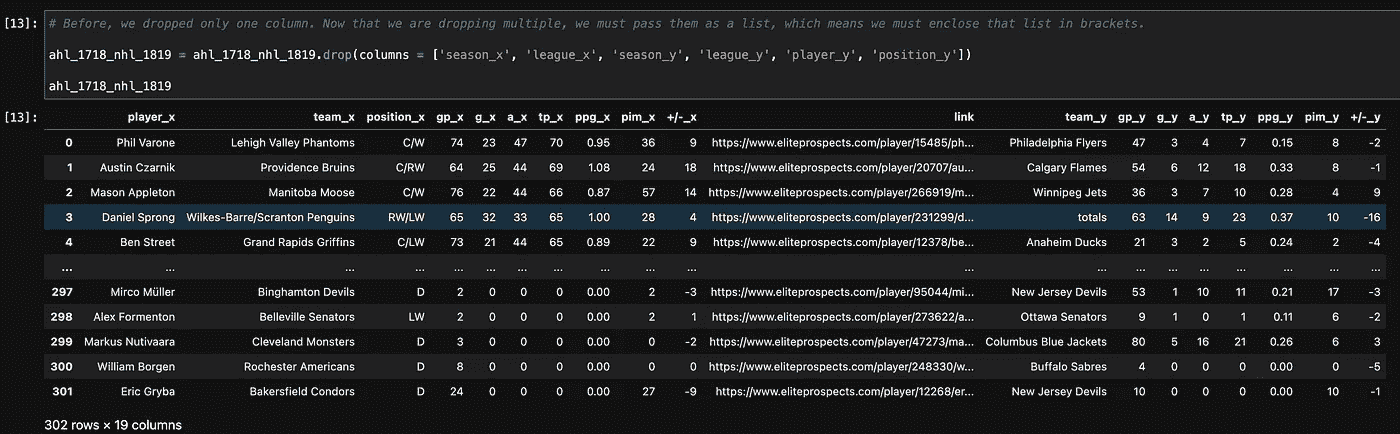 [13]: # Before, we dropped only one column. Now that we are dropping multiple, we must pass them as a list, which means we must enclose that list in brackets.
ahl_1718_nhl_1819 = ahl_1718_nhl_1819.drop(columns = ['season_x', 'league_x', 'season_y', 'league_y', 'player_y', 'position_y'])
ahl_1718_nhl_1819
[13]: player_x team_x position_x gp_x g_x a_x tp_x ppg_x pim_x +/-_x link team_y gp_y g_y a_y tp_y ppg_y pim_y +/-_y
0 Phil Varone Lehigh Valley Phantoms C/W 74 23 47 70 0.95 36 9 https://www.eliteprospects.com/player/15485/ph... Philadelphia Flyers 47 3 4 7 0.15 8 -2
1 Austin Czarnik Providence Bruins C/RW 64 25 44 69 1.08 24 18 https://www.eliteprospects.com/player/20707/au... Calgary Flames 54 6 12 18 0.33 8 -1
2 Mason Appleton Manitoba Moose C/W 76 22 44 66 0.87 57 14 https://www.eliteprospects.com/player/266919/m... Winnipeg Jets 36 3 7 10 0.28 4 9
3 Daniel Sprong Wilkes-Barre/Scranton Penguins RW/LW 65 32 33 65 1.00 28 4 https://www.eliteprospects.com/player/231299/d... totals 63 14 9 23 0.37 10 -16
4 Ben Street Grand Rapids Griffins C/LW 73 21 44 65 0.89 22 9 https://www.eliteprospects.com/player/12378/be... Anaheim Ducks 21 3 2 5 0.24 2 -4
... ... ... ... ... ... ... ... ... ... ... ... ... ... ... ... ... ... ... ... ...
297 Mirco Müller Binghamton Devils D 2 0 0 0 0.00 2 -3 https://www.eliteprospects.com/player/95044/mi... New Jersey Devils 53 1 10 11 0.21 17 -3
298 Alex Formenton Belleville Senators LW 2 0 0 0 0.00 2 1 https://www.eliteprospects.com/player/273622/a... Ottawa Senators 9 1 0 1 0.11 6 -2
299 Markus Nutivaara Cleveland Monsters D 3 0 0 0 0.00 0 -2 https://www.eliteprospects.com/player/47273/ma... Columbus Blue Jackets 80 5 16 21 0.26 6 3
300 William Borgen Rochester Americans D 8 0 0 0 0.00 0 0 https://www.eliteprospects.com/player/248330/w... Buffalo Sabres 4 0 0 0 0.00 0 -5
301 Eric Gryba Bakersfield Condors D 24 0 0 0 0.00 27 -9 https://www.eliteprospects.com/player/12268/er... New Jersey Devils 10 0 0 0 0.00 10 -1
302 rows × 19 columns